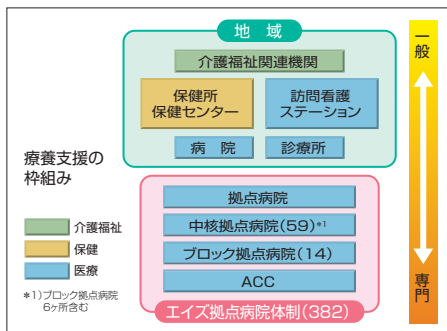 地 域
介護福祉関連機関
保健所
保健センター
訪問看護
ステーション
病 院
診療所
一般
専門
療養支援の
枠組み
介護福祉
保健
医療
*1)ブロック拠点病院
6ヶ所含む
拠点病院
中核拠点病院(59)*1
ブロック拠点病院(14)
ACC
エイズ拠点病院体制(382)